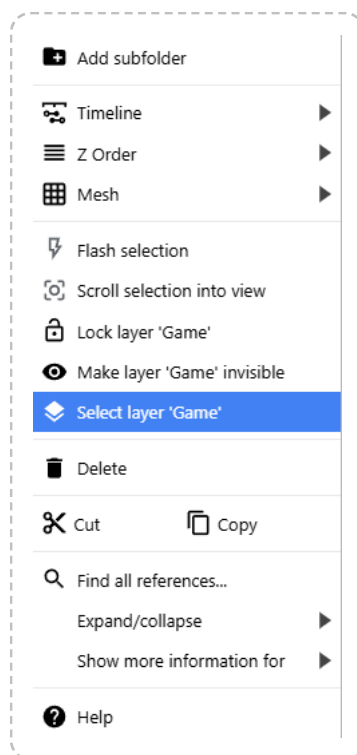 Add subfolder
Timeline
Z Order
Mesh
Flash selection
Scroll selection into view
Lock layer 'Game'
Make layer 'Game' invisible
Select layer 'Game'
Delete
Cut Copy
Find all references...
Expand/collapse
Show more information for
Help